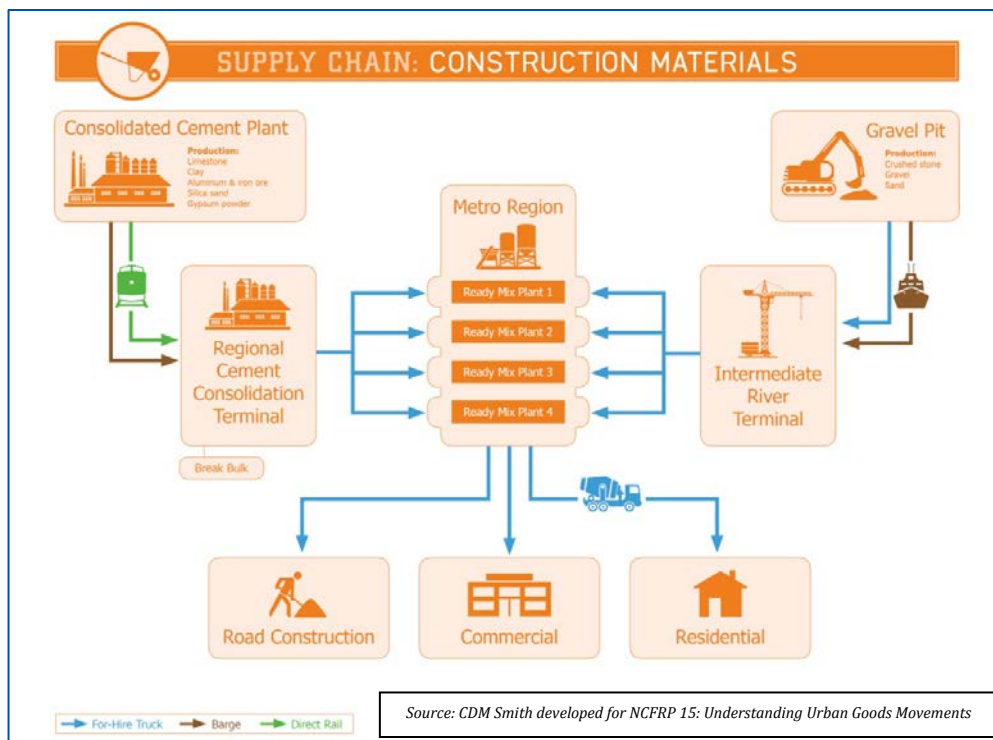 SUPPLY CHAIN: CONSTRUCTION MATERIALS
Consolidated Cement Plant
Production:
Limestone
Clay
Aluminum & iron ore
Silica sand
Gypsum powder
Gravel Pit
Production:
Crushed stone
Gravel
Sand
Metro Region
Ready Mix Plant 1
Ready Mix Plant 2
Ready Mix Plant 3
Ready Mix Plant 4
Regional
Cement
Consolidation
Terminal
Break Bulk
Intermediate
River
Terminal
Road Construction
Commercial
Residential
For-Hire Truck
Barge
Direct Rail
Source: CDM Smith developed for NCFRP 15: Understanding Urban Goods Movements